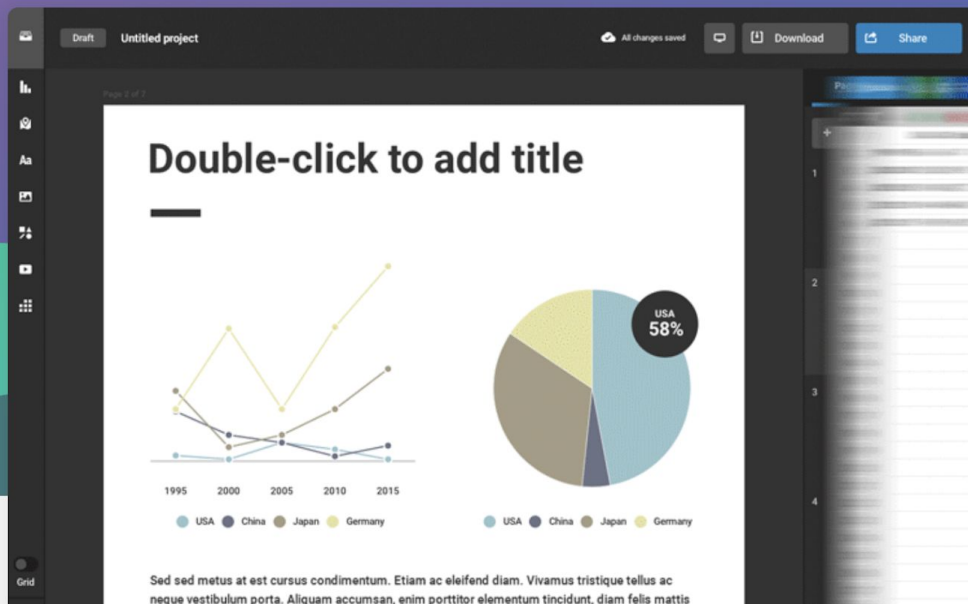 Draft
Untitled project
All changes saved
Download
Share
Page 2 of 7
Double-click to add title
USA
58%
1995 2000 2005 2010 2015
USA China Japan Germany
USA China Japan Germany
Sed sed metus at est cursus condimentum. Etiam ac eleifend diam. Vivamus tristique tellus ac
neque vestibulum porta. Aliquam accumsan, enim porttitor elementum tincidunt, diam felis mattis
Aa
Grid
+
1
2
3
4